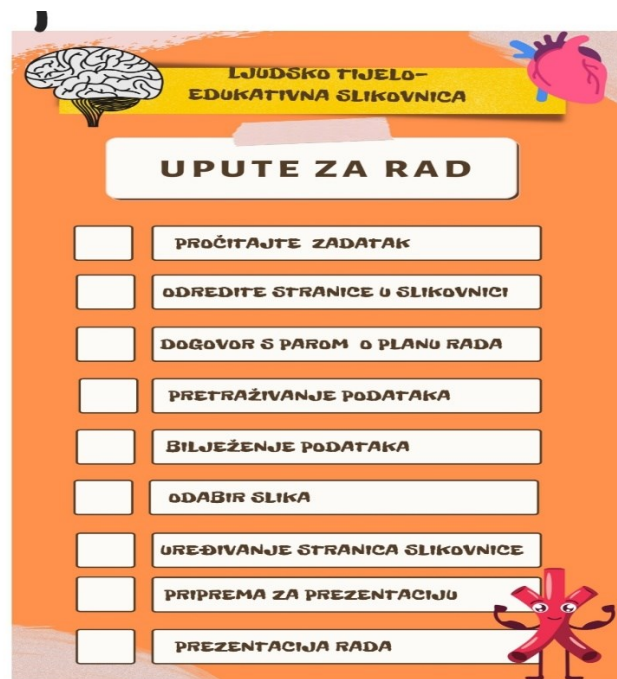 LJUDSKO TIJELO-
EDUKATIVNA SLIKOVNICA
UPUTE ZA RAD
PROČITAJTE ZADATAK
ODREDITE STRANICE U SLIKOVNICI
DOGOVOR S PAROM O PLANU RADA
PRETRAŽIVANJE PODATAKA
BILJEŽENJE PODATAKA
ODABIR SLIKA
UREĐIVANJE STRANICA SLIKOVNICE
PRIPREMA ZA PREZENTACIJU
PREZENTACIJA RADA